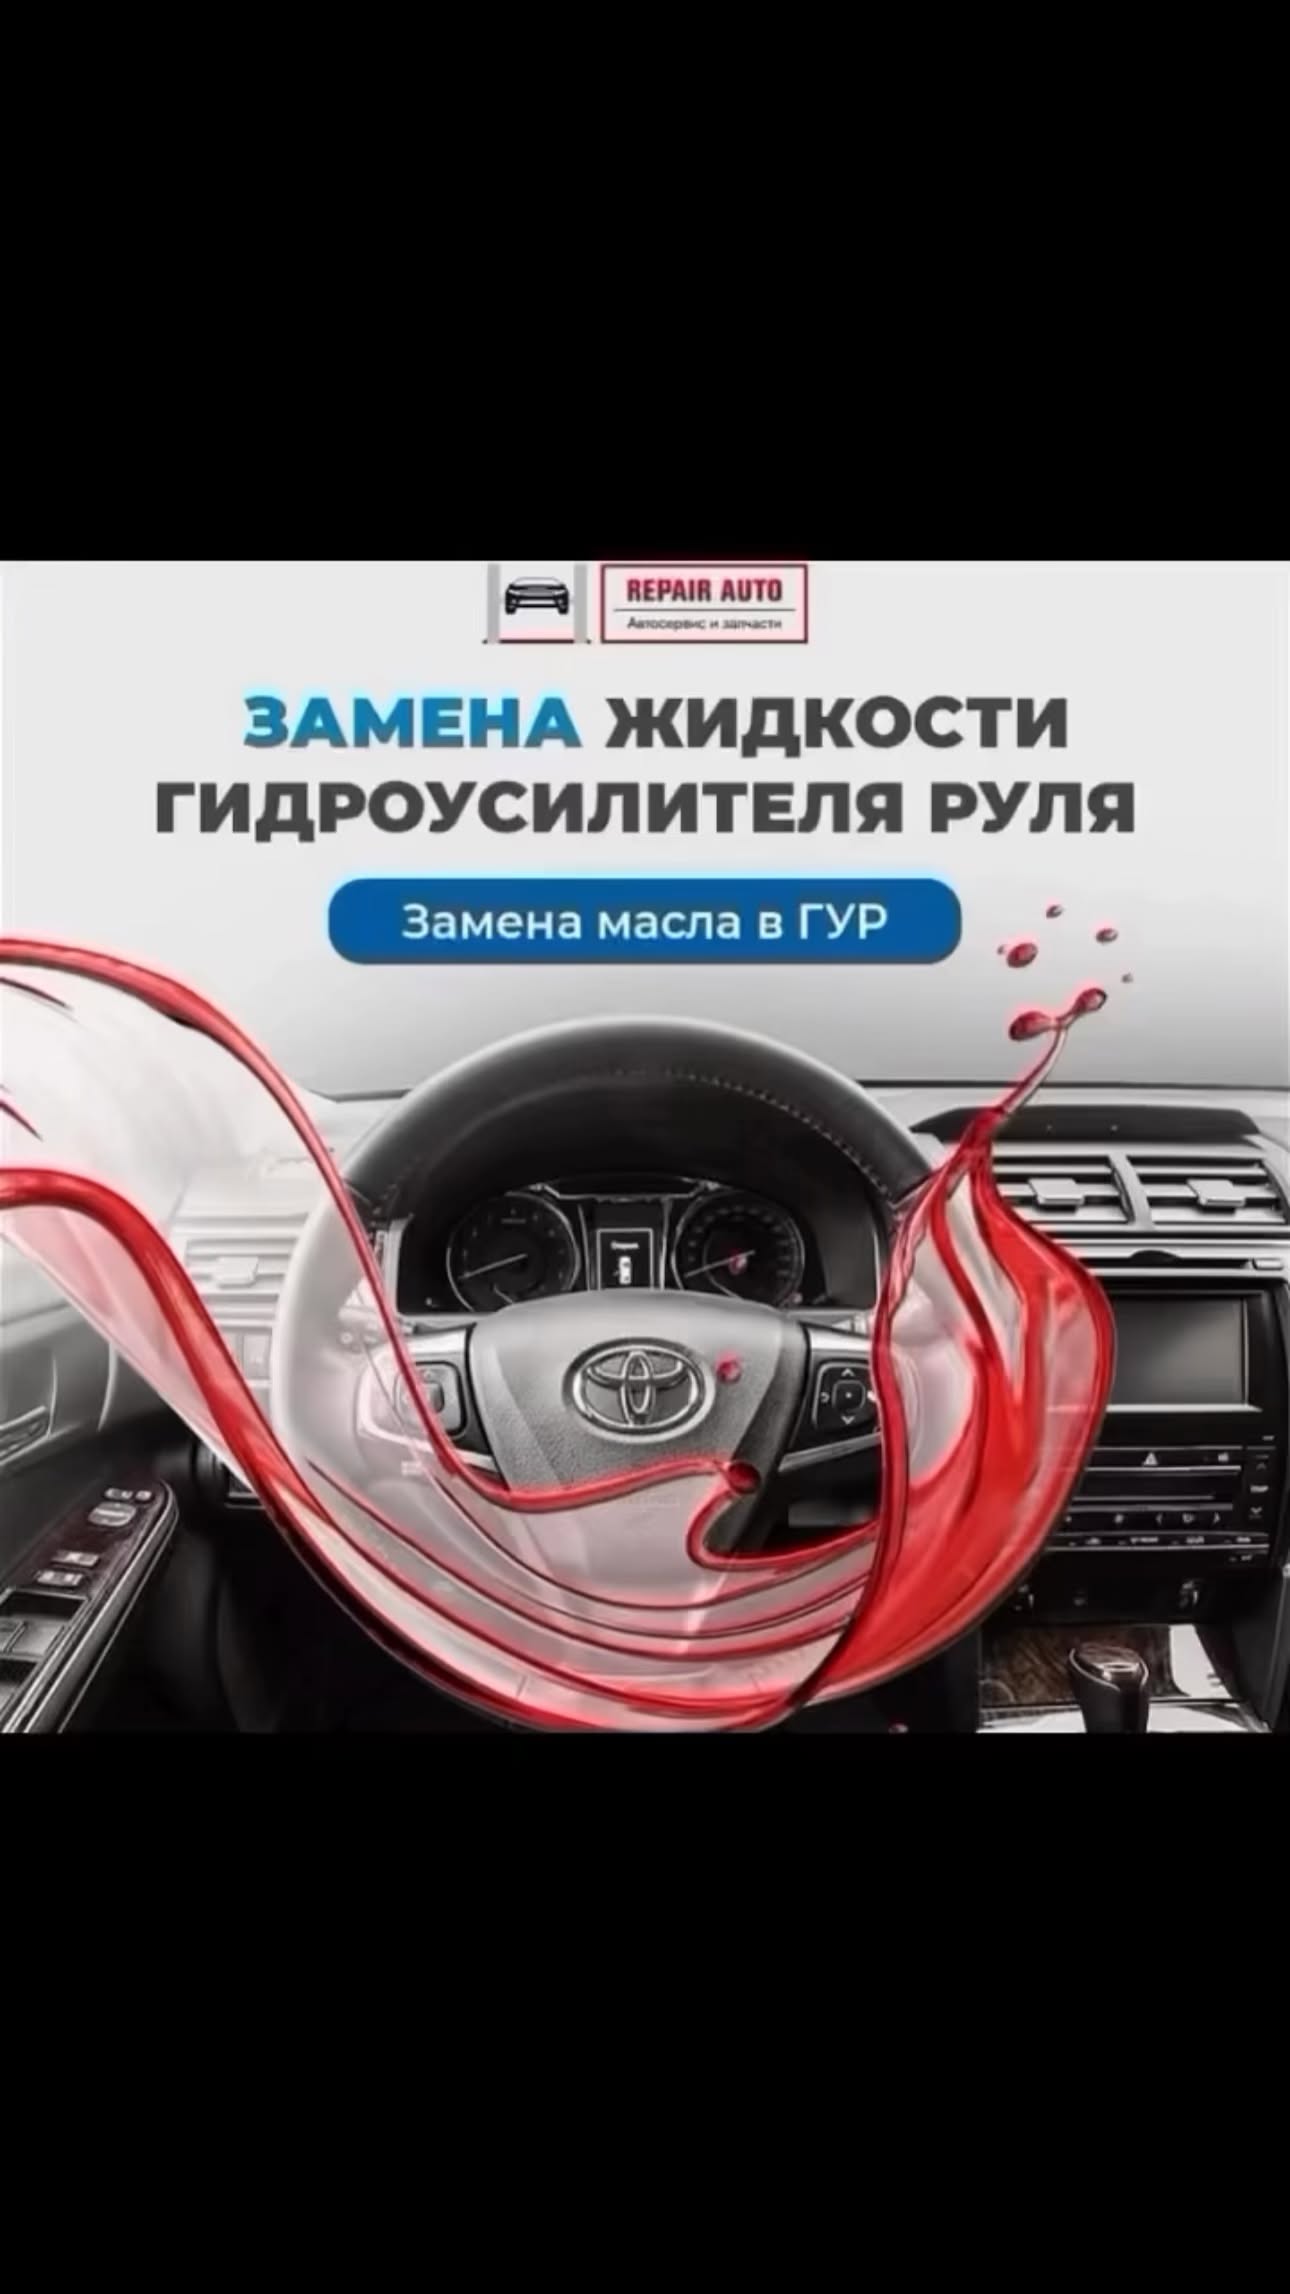 REPAIR AUTO
Автосервис и запчасти
ЗАМЕНА ЖИДКОСТИ
ГИДРОУСИЛИТЕЛЯ РУЛЯ
Замена масла в ГУР